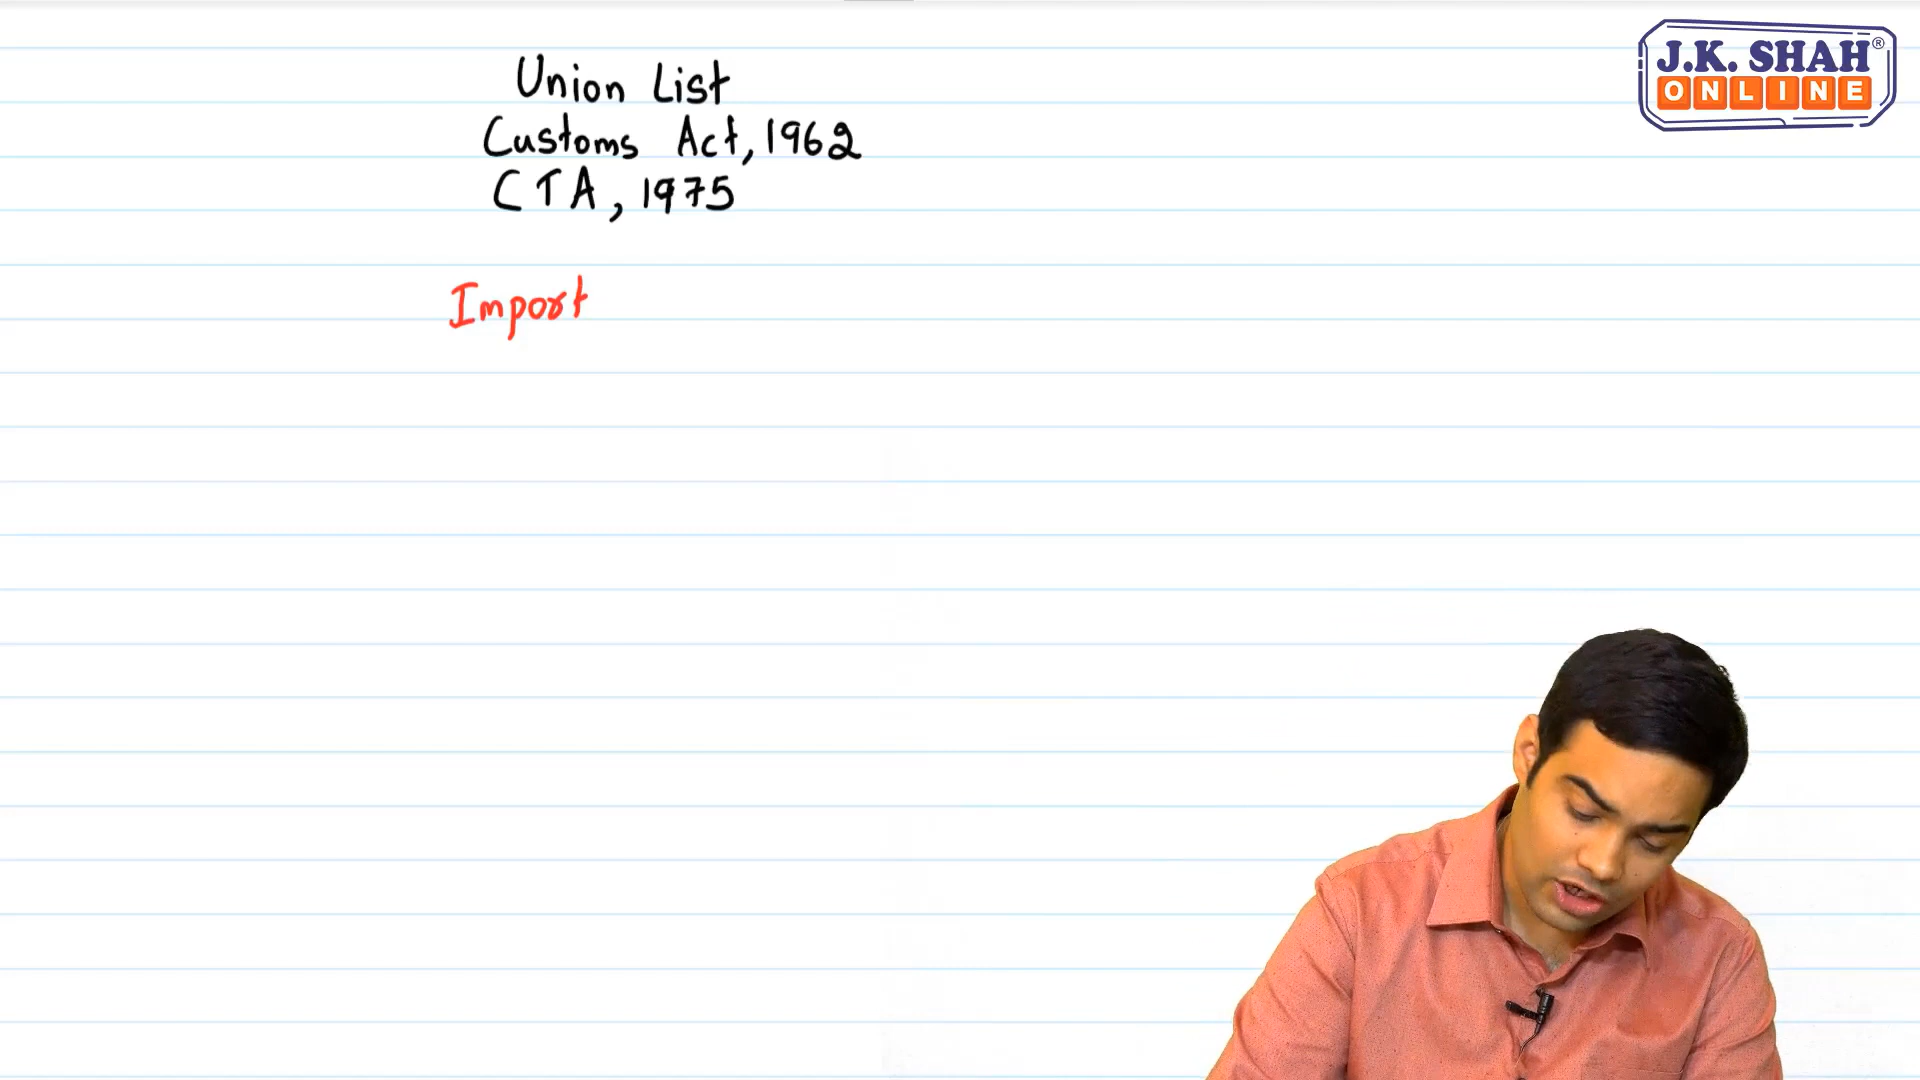 Union List
Customs Act, 1962
CTA, 1975
Import
J.K. SHAH®
ONLINE